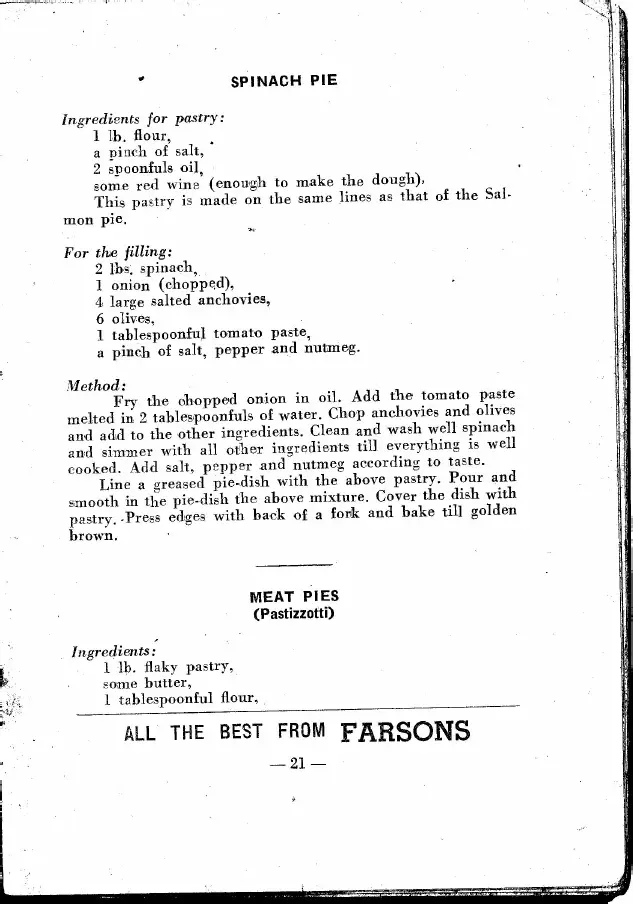 SPINACH PIE
Ingredients for pastry:
1 lb. flour,
a pinch of salt,
2 spoonfuls oil,
some red wine (enough to make the dough),
This pastry is made on the same lines as that of the Sal-
mon pie.
For the filling:
2 lbs. spinach,
1 onion (chopped),
4 large salted anchovies,
6 olives,
1 tablespoonful tomato paste,
a pinch of salt, pepper and nutmeg.
Method:
Fry the chopped onion in oil. Add the tomato paste
melted in 2 tablespoonfuls of water. Chop anchovies and olives
and add to the other ingredients. Clean and wash well spinach
and simmer with all other ingredients till everything is well
cooked. Add salt, pepper and nutmeg according to taste.
Line a greased pie-dish with the above pastry. Pour and
smooth in the pie-dish the above mixture. Cover the dish with
pastry. Press edges with back of a fork and bake till golden
brown.
MEAT PIES
(Pastizzotti)
Ingredients:
1 lb. flaky pastry,
some butter,
1 tablespoonful flour,
ALL THE BEST FROM FARSONS
— 21 —